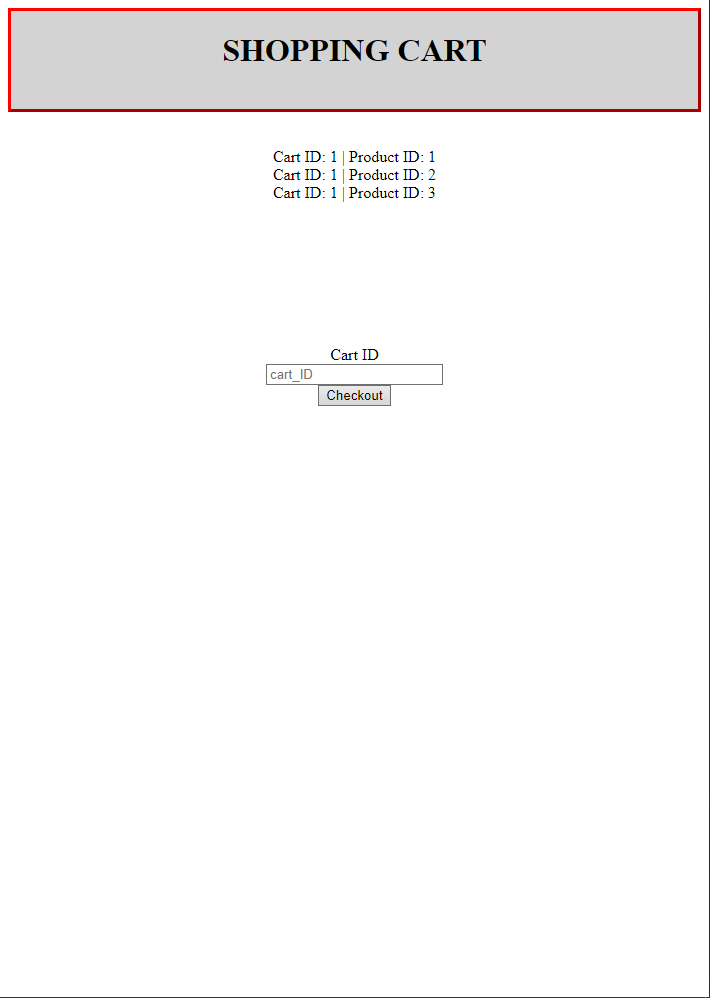 SHOPPING CART
Cart ID: 1 | Product ID: 1
Cart ID: 1 | Product ID: 2
Cart ID: 1 | Product ID: 3
Cart ID
cart_ID
Checkout